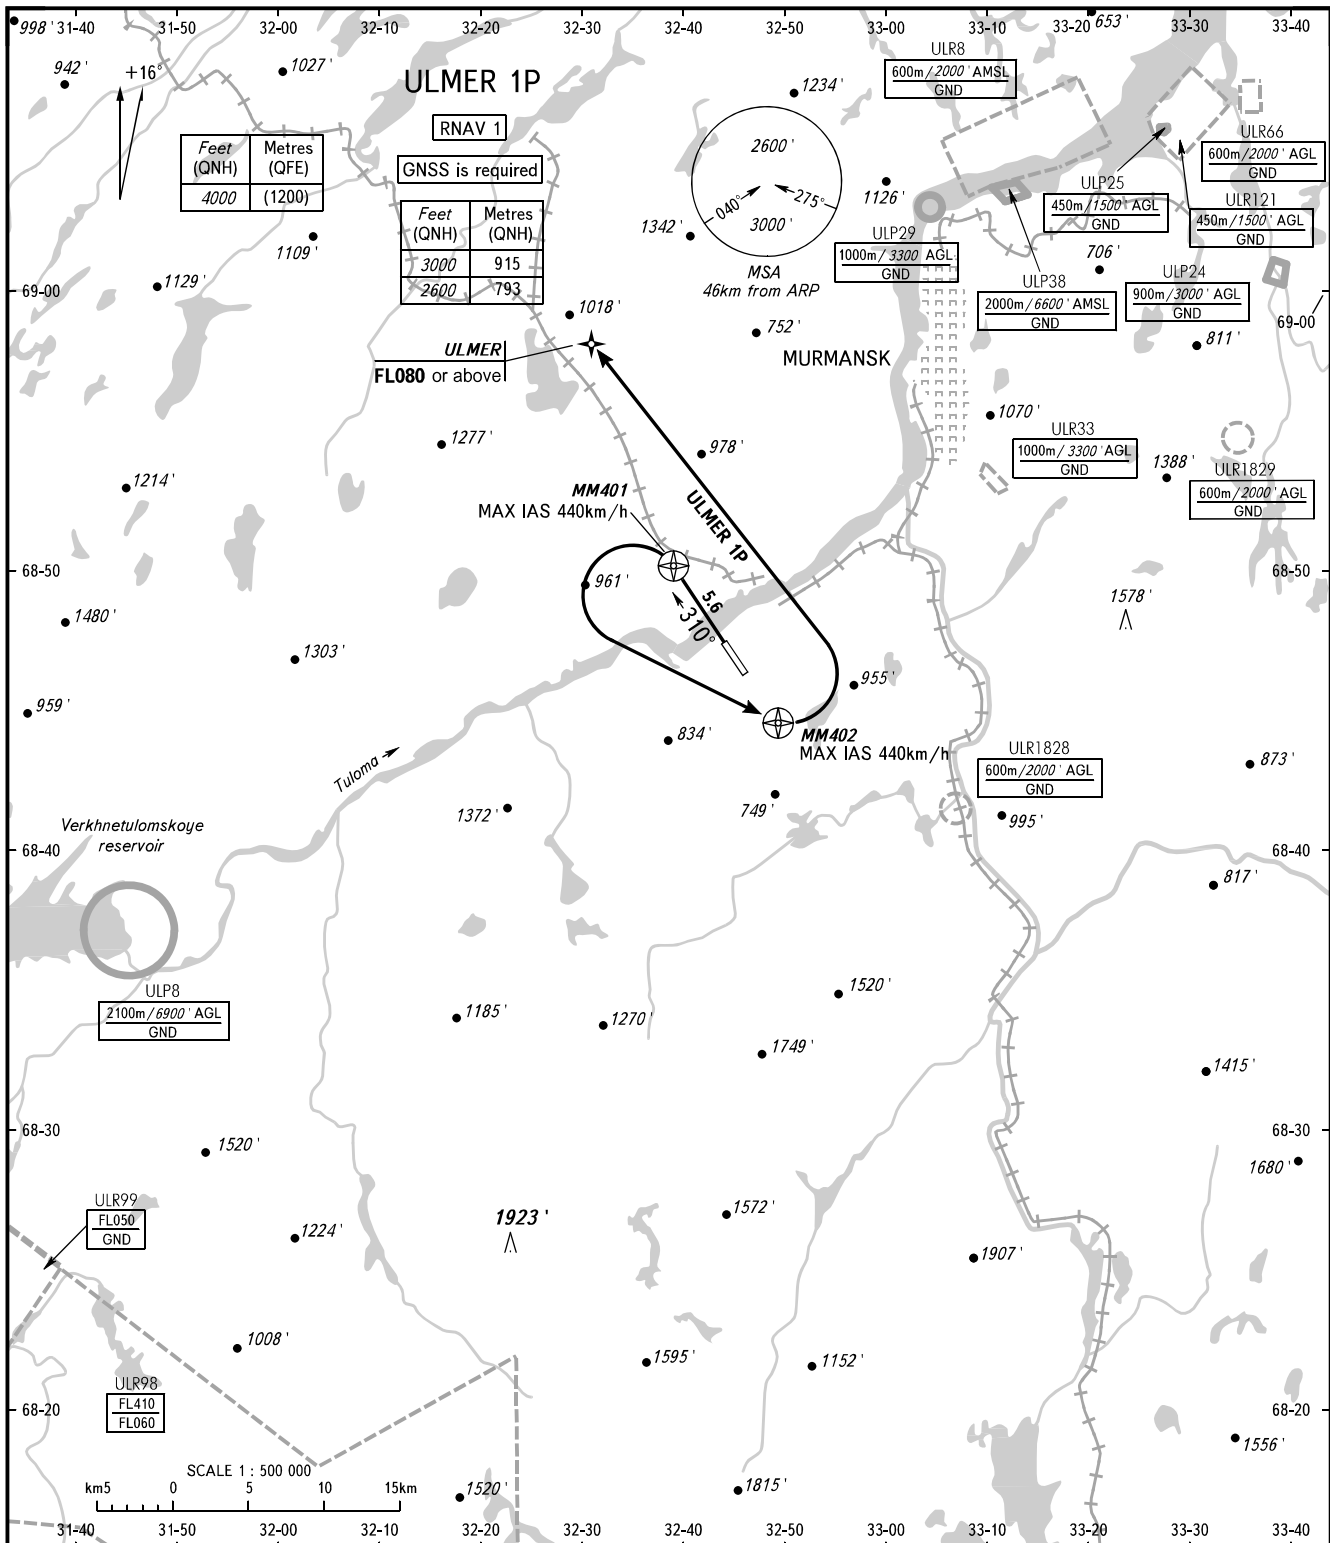 998'
31-40
31-50
32-00
32-10
32-20
32-30
32-40
32-50
33-00
33-10
33-20
653'
33-30
33-40
942'
+16°
1027'
ULMER 1P
RNAV 1
GNSS is required
Feet (QNH) Metres (QFE)
4000 (1200)
Feet (QNH) Metres (QNH)
3000 915
2600 793
1234'
2600'
040°
275°
3000'
MSA
46km from ARP
ULR8
600m/2000' AMSL
GND
ULR66
600m/2000' AGL
GND
ULP25
450m/1500' AGL
GND
ULR121
450m/1500' AGL
GND
1126'
1342'
ULP29
1000m/3300' AGL
GND
706'
ULP38
2000m/6600' AMSL
GND
ULP24
900m/3000' AGL
GND
1109'
1129'
69-00
69-00
1018'
752'
811'
ULMER
FL080 or above
MURMANSK
1070'
1277'
978'
ULR33
1000m/3300' AGL
GND
1388'
ULR1829
600m/2000' AGL
GND
1214'
MM401
MAX IAS 440km/h
ULMER 1P
68-50
68-50
961'
5.6
310°
1578'
1480'
1303'
955'
959'
834'
MM402
MAX IAS 440km/h
Tuloma
ULR1828
600m/2000' AGL
GND
873'
1372'
749'
995'
Verkhnetulomskoye
reservoir
68-40
68-40
817'
ULP8
2100m/6900' AGL
GND
1185'
1270'
1520'
1749'
1415'
68-30
68-30
1520'
1680'
ULR99
FL050
GND
1224'
1923'
1572'
1907'
1008'
1595'
1152'
ULR98
FL410
FL060
68-20
68-20
1556'
SCALE 1 : 500 000
km5 0 5 10 15km
1520'
1815'
31-40
31-50
32-00
32-10
32-20
32-30
32-40
32-50
33-00
33-10
33-20
33-30
33-40